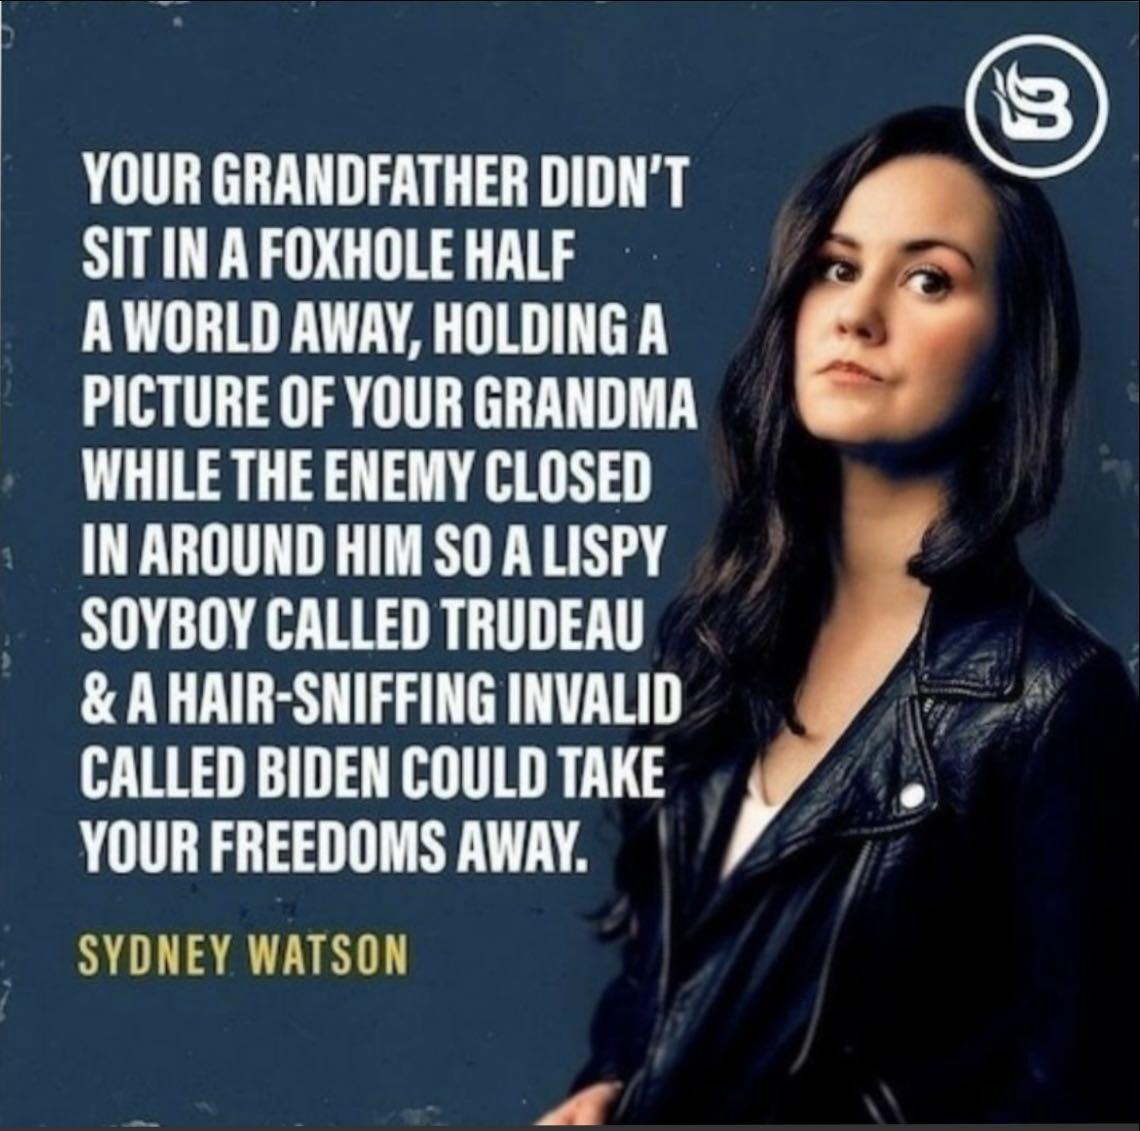 YOUR GRANDFATHER DIDN'T
SIT IN A FOXHOLE HALF
A WORLD AWAY, HOLDING A
PICTURE OF YOUR GRANDMA
WHILE THE ENEMY CLOSED
IN AROUND HIM SO A LISPY
SOYBOY CALLED TRUDEAU
& A HAIR-SNIFFING INVALID
CALLED BIDEN COULD TAKE
YOUR FREEDOMS AWAY.
SYDNEY WATSON
B